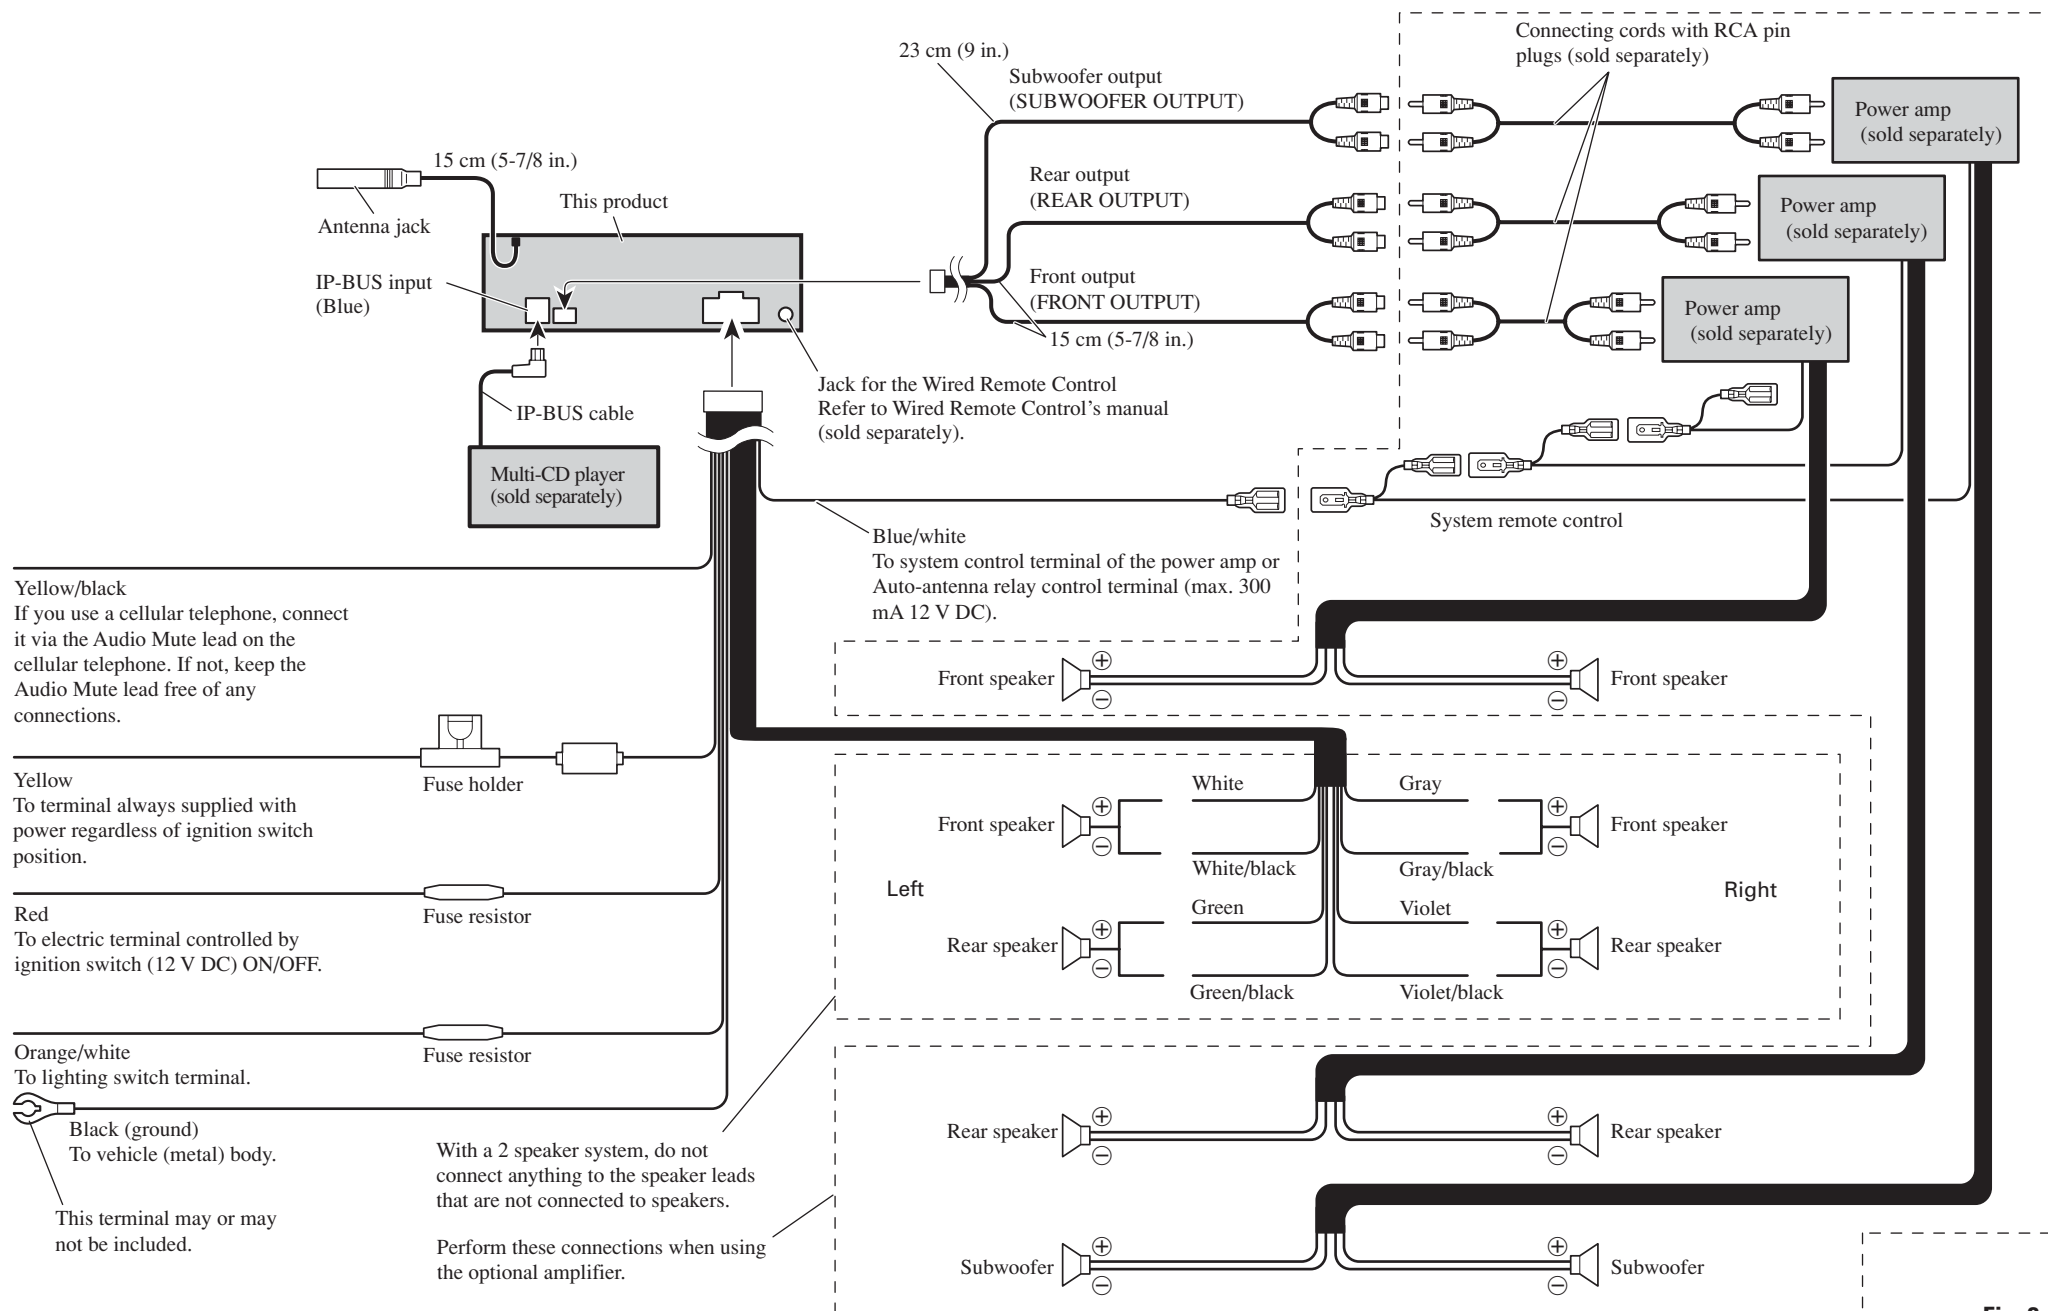 Connecting cords with RCA pin
plugs (sold separately)
23 cm (9 in.)
Subwoofer output
(SUBWOOFER OUTPUT)
Power amp
(sold separately)
15 cm (5-7/8 in.)
Antenna jack
This product
Rear output
(REAR OUTPUT)
Power amp
(sold separately)
IP-BUS input
(Blue)
Front output
(FRONT OUTPUT)
15 cm (5-7/8 in.)
Power amp
(sold separately)
Jack for the Wired Remote Control
Refer to Wired Remote Control’s manual
(sold separately).
IP-BUS cable
Multi-CD player
(sold separately)
System remote control
Blue/white
To system control terminal of the power amp or
Auto-antenna relay control terminal (max. 300
mA 12 V DC).
Yellow/black
If you use a cellular telephone, connect
it via the Audio Mute lead on the
cellular telephone. If not, keep the
Audio Mute lead free of any
connections.
Front speaker
+
−
+
−
Front speaker
Fuse holder
Yellow
To terminal always supplied with
power regardless of ignition switch
position.
White
Gray
Front speaker
+
−
+
−
Front speaker
White/black
Gray/black
Left
Right
Green
Violet
Rear speaker
+
−
+
−
Rear speaker
Green/black
Violet/black
Fuse resistor
Red
To electric terminal controlled by
ignition switch (12 V DC) ON/OFF.
Fuse resistor
Orange/white
To lighting switch terminal.
Black (ground)
To vehicle (metal) body.
This terminal may or may
not be included.
With a 2 speaker system, do not
connect anything to the speaker leads
that are not connected to speakers.
Perform these connections when using
the optional amplifier.
Rear speaker
+
−
+
−
Rear speaker
Subwoofer
+
−
+
−
Subwoofer